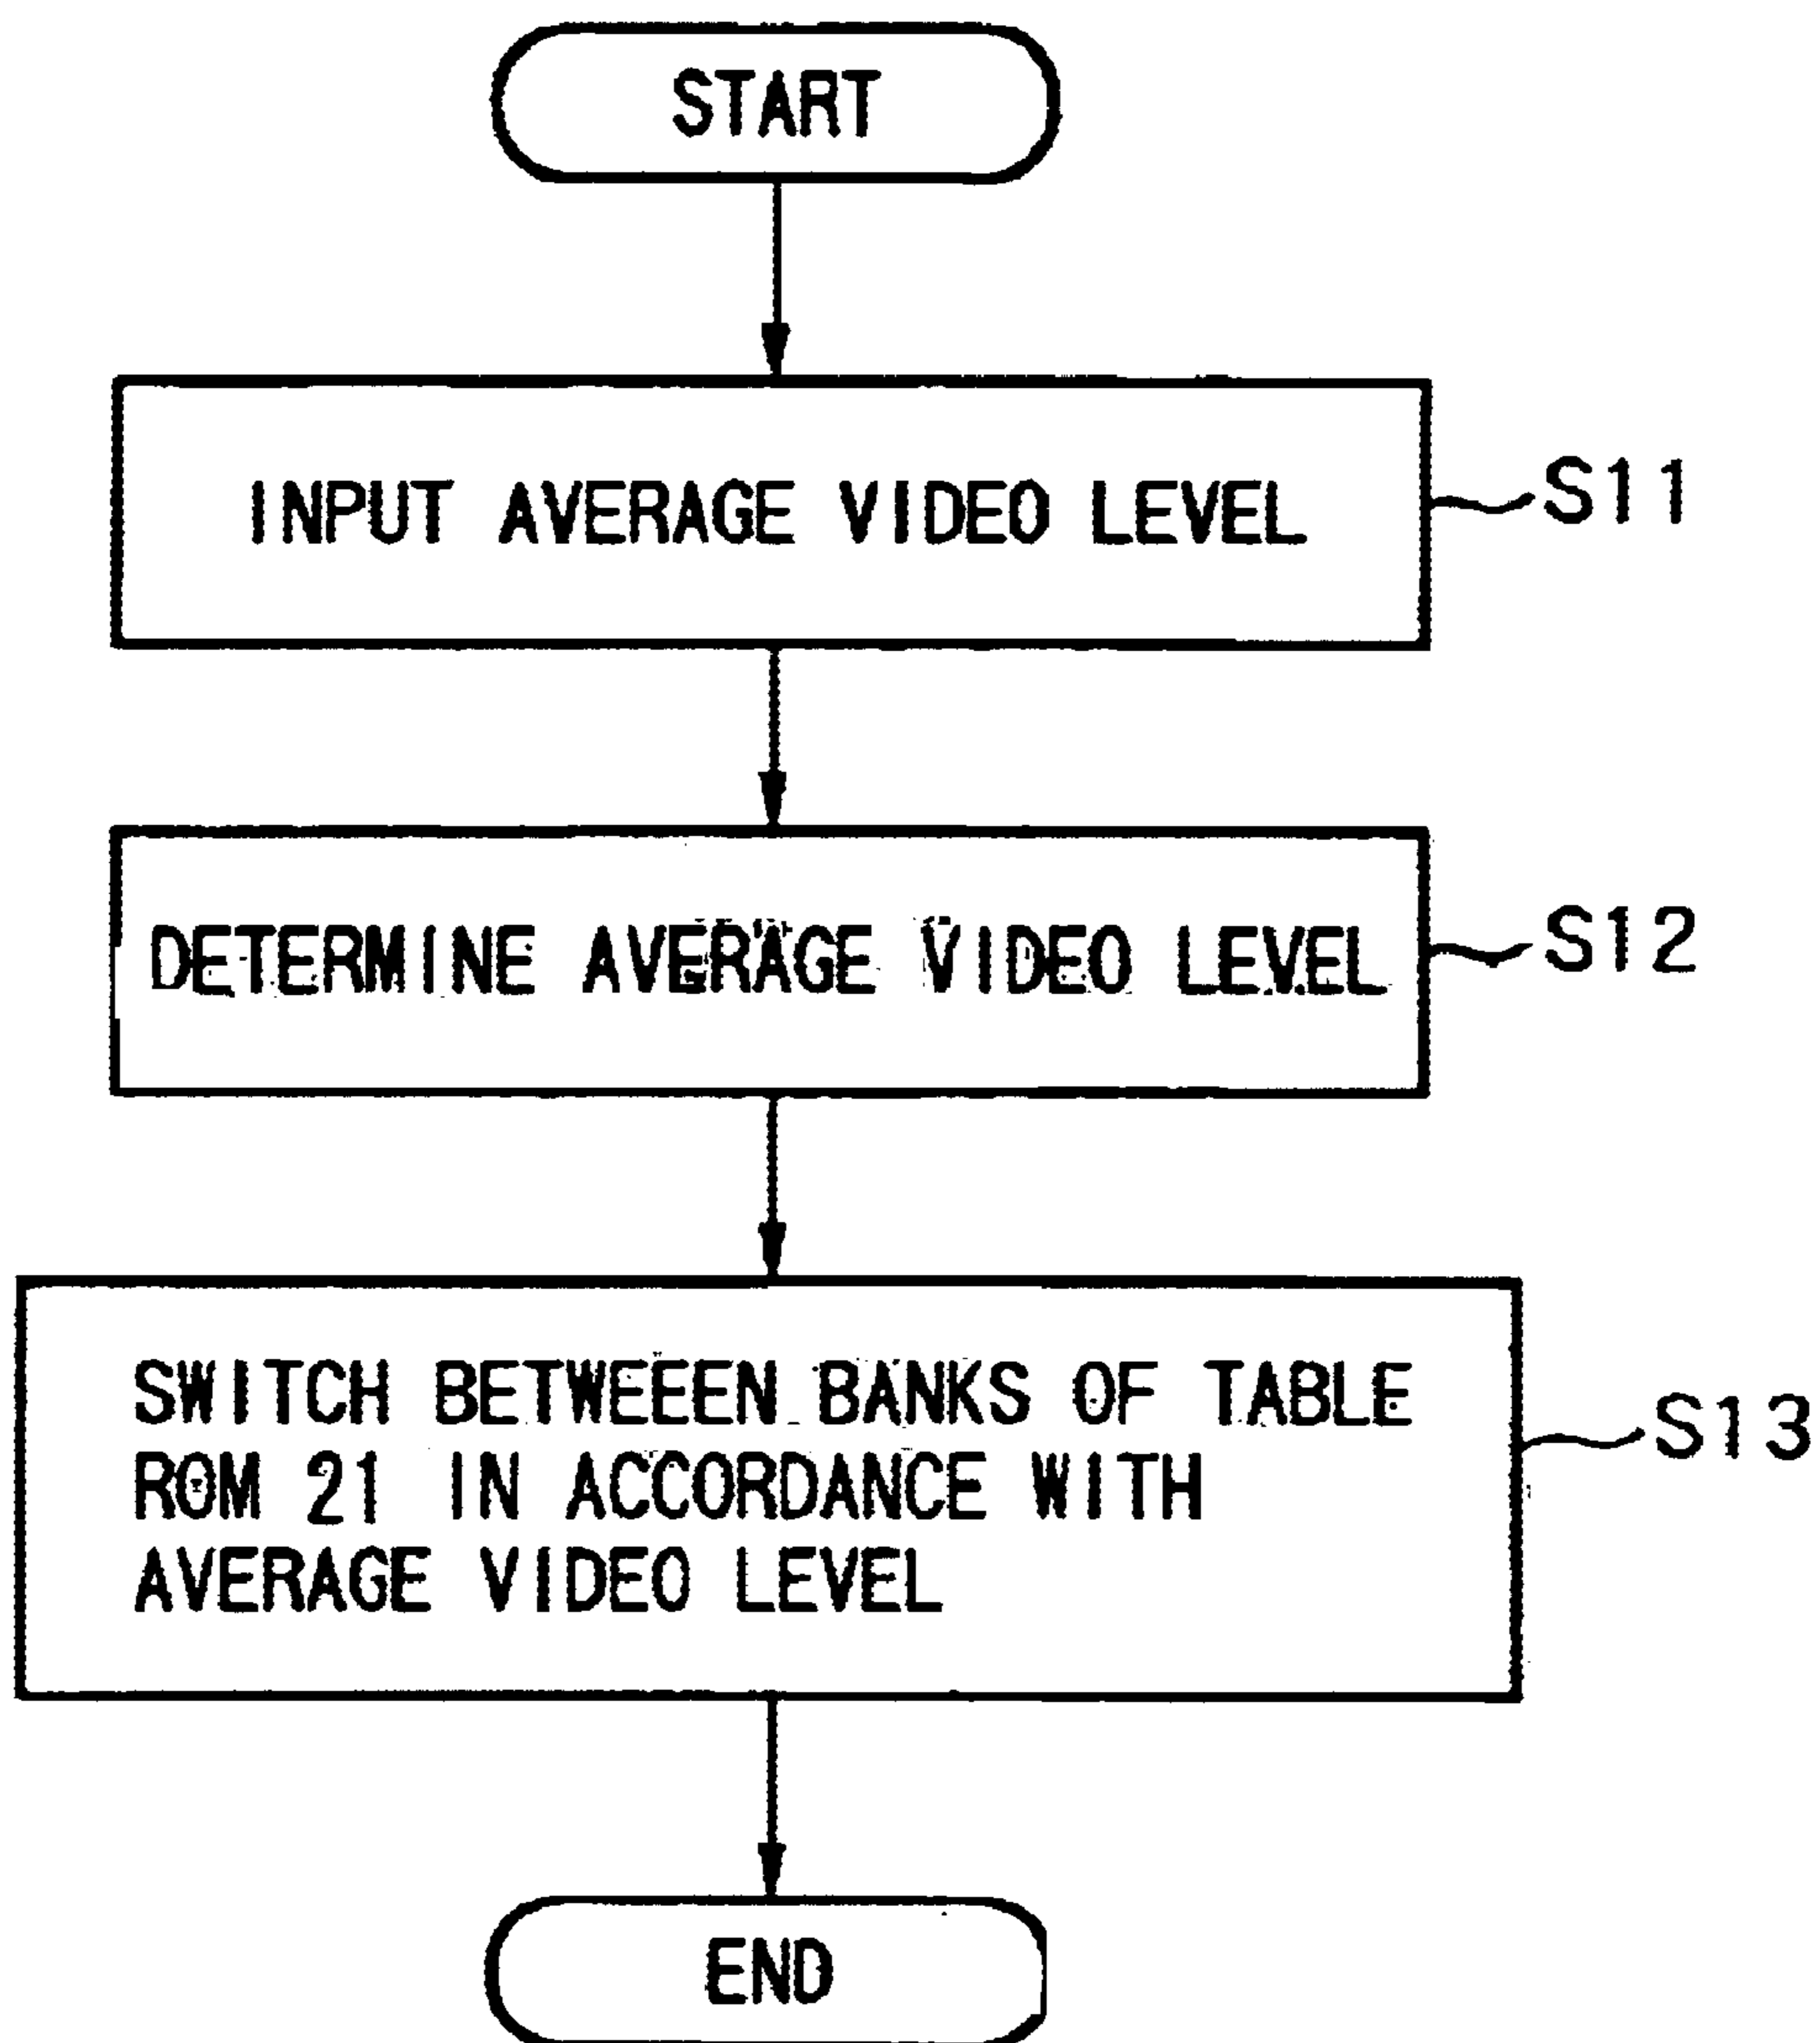 START
INPUT AVERAGE VIDEO LEVEL
S11
DETERMINE AVERAGE VIDEO LEVEL
S12
SWITCH BETWEEEN BANKS OF TABLE
ROM 21 IN ACCORDANCE WITH
AVERAGE VIDEO LEVEL
S13
END